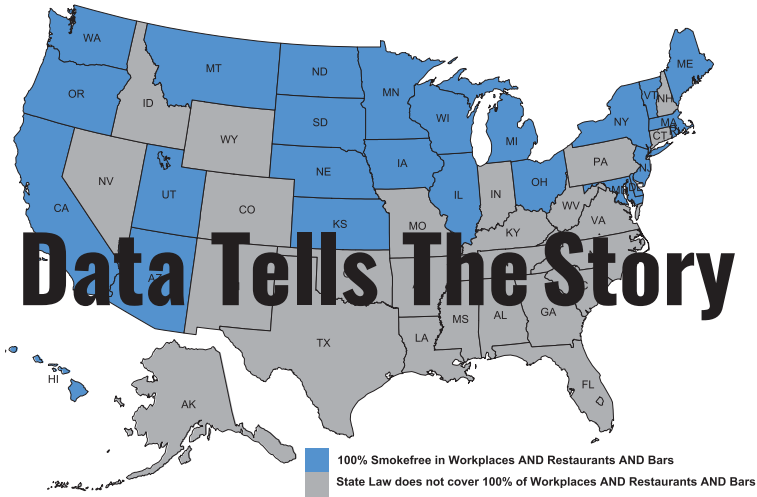 WA
MT
ND
ME
OR
MN
VT
NH
ID
SD
WI
NY
MA
WY
MI
CT
IA
PA
NE
NV
OH
UT
IL
IN
CA
CO
WV
KS
MO
VA
KY
Data Tells The Story
MS
AL
GA
TX
LA
HI
FL
AK
100% Smokefree in Workplaces AND Restaurants AND Bars
State Law does not cover 100% of Workplaces AND Restaurants AND Bars